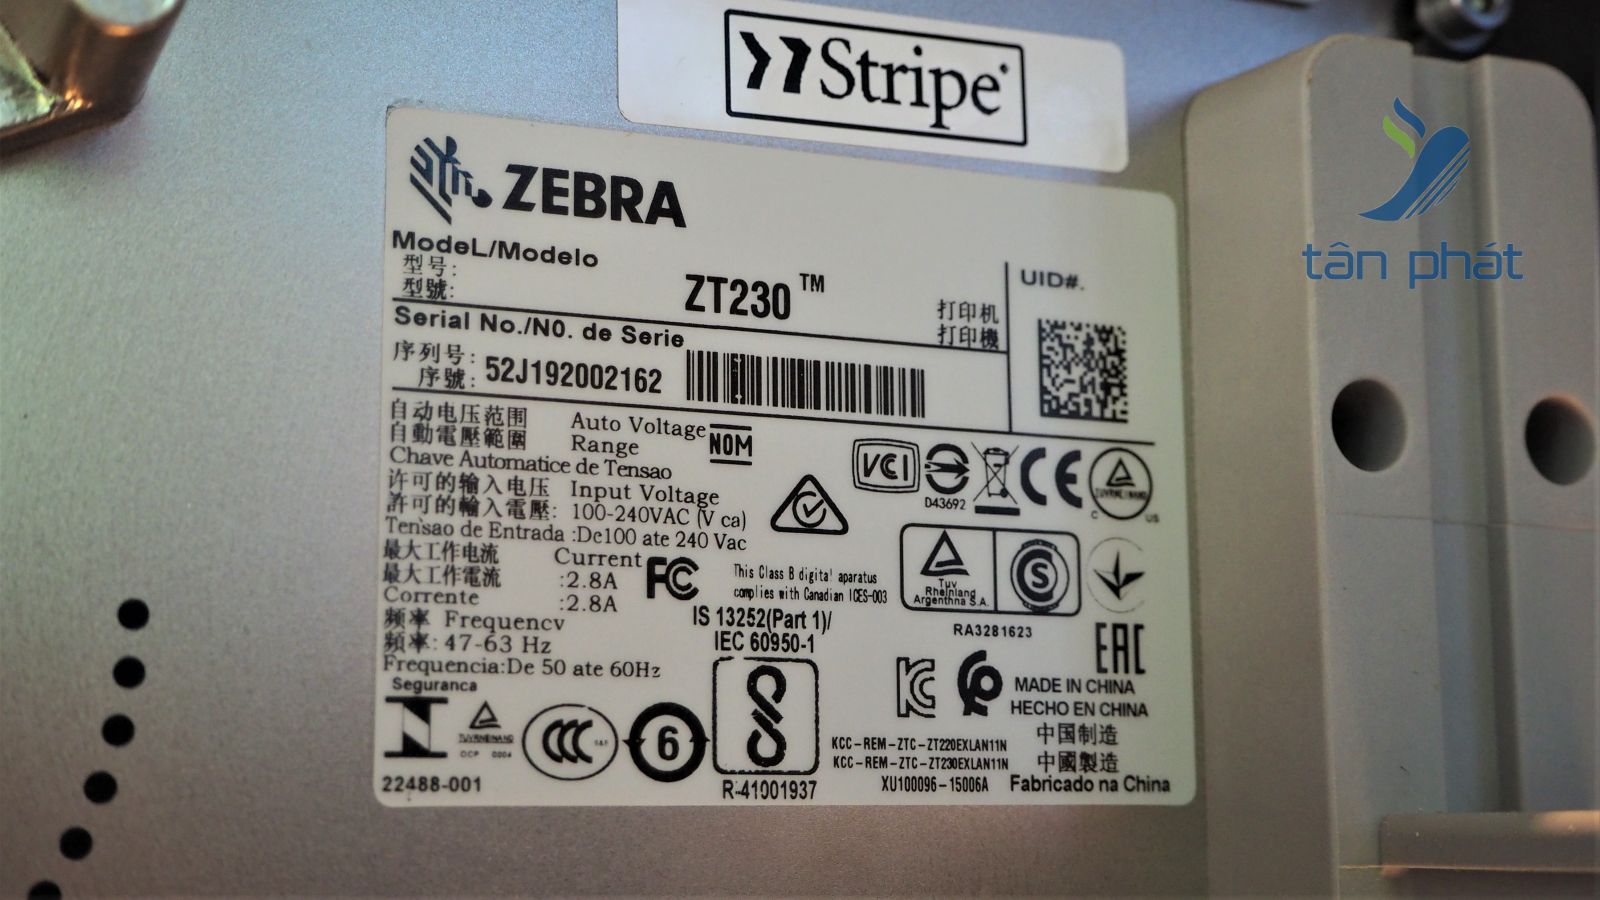 Stripe
tân phát
ZEBRA
ModeL/Modelo
型号:
型號:
ZT230™
打印机
打印機
UID#.
Serial No./NO. de Serie
序列号:
序號:
52J192002162
自动电压范围
自動電壓範圍
Auto Voltage
Range
NOM
Chave Automatice de Tensao
许可的输入电压
許可的輸入電壓:
Input Voltage
100-240VAC (V ca)
Tensao de Entrada :De100 ate 240 Vac
最大工作电流
最大工作電流
Current
:2.8A
Corrente
:2.8A
频率 Frequencv
頻率: 47-63 Hz
Frequencia:De 50 ate 60Hz
VCI
D43692
CE
C US
FC
This Class B digital aparatus
complies with Canadian ICES-003
IS 13252(Part 1)/
IEC 60950-1
Tuv
Rheinland
Argenthna S.A.
S
RA3281623
EAC
Seguranca
CCC
6
R-41001937
22488-001
KC
MADE IN CHINA
HECHO EN CHINA
中国制造
中國製造
Fabricado na China
KCC-REM-ZTC-ZT220EXLAN11N
KCC-REM-ZTC-ZT230EXLAN11N
XU100096-15006A